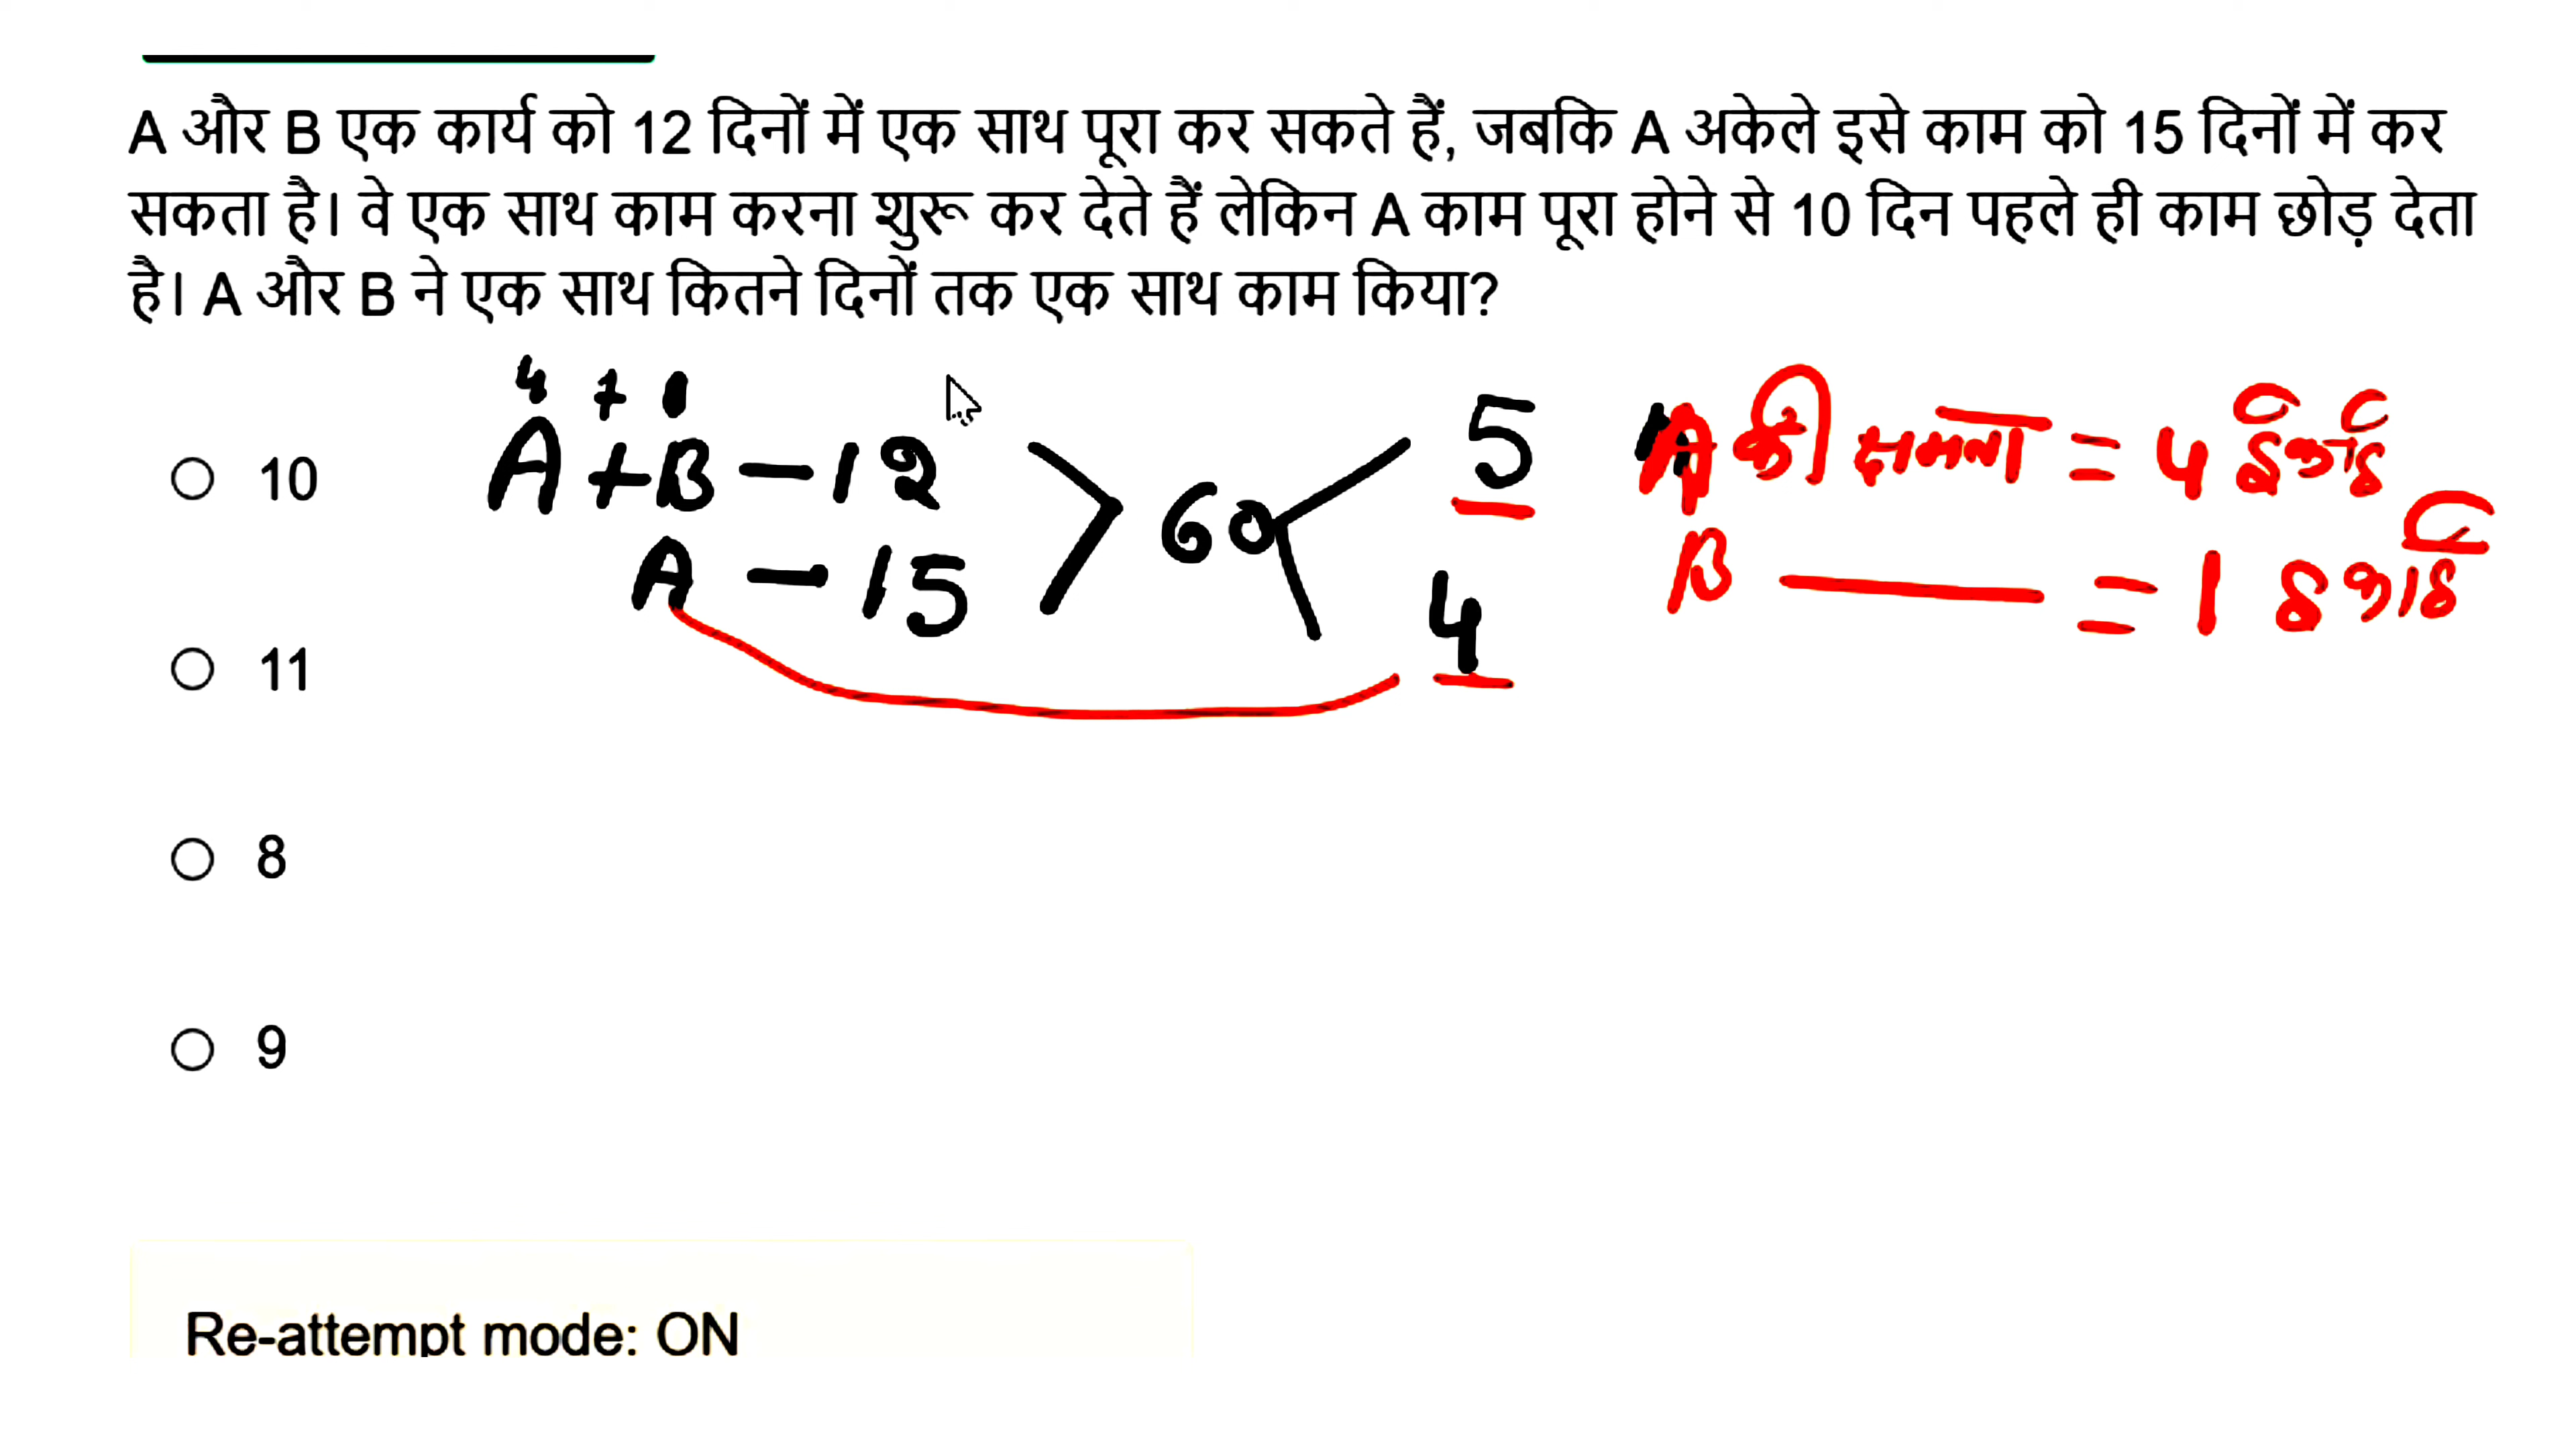 A और B एक कार्य को 12 दिनों में एक साथ पूरा कर सकते हैं, जबकि A अकेले इसे काम को 15 दिनों में कर
सकता है। वे एक साथ काम करना शुरू कर देते हैं लेकिन A काम पूरा होने से 10 दिन पहले ही काम छोड़ देता
है। A और B ने एक साथ कितने दिनों तक एक साथ काम किया?
4 + 1
A + B - 12
A - 15
60
5
4
A की क्षमता = 4 इकाई
B — = 1 इकाई
10
11
8
9
Re-attempt mode: ON